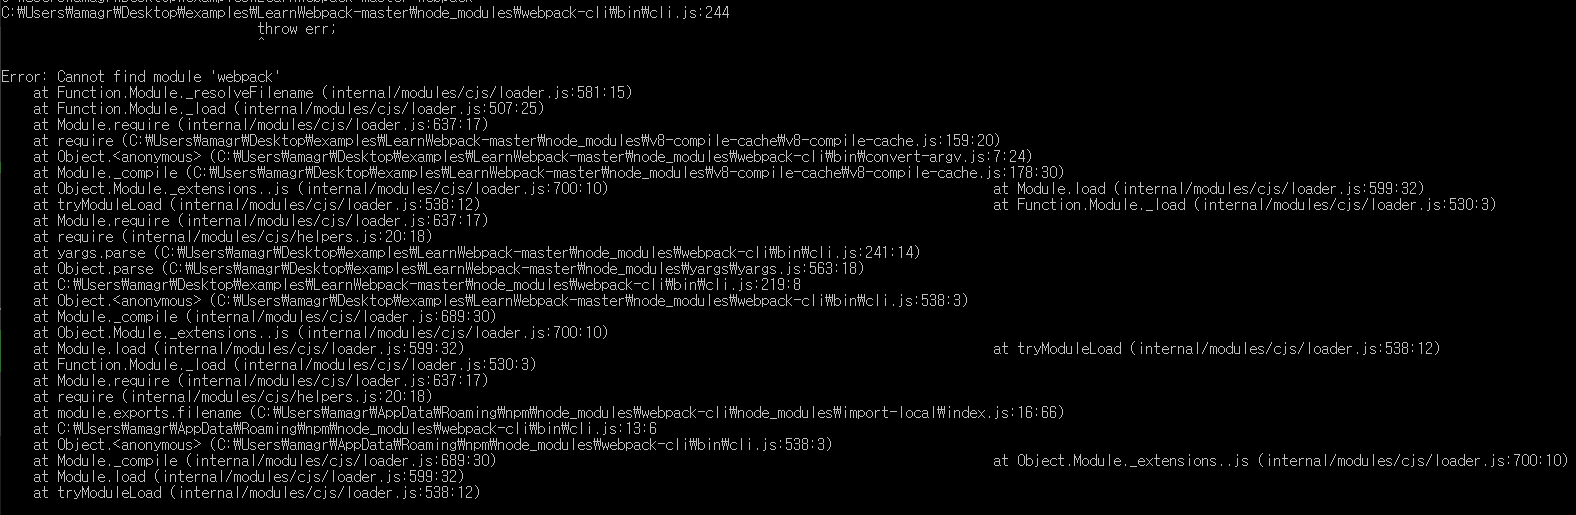 C:₩Users₩amagr₩Desktop₩examples₩LearnWebpack-master₩node_modules₩webpack-cli₩bin₩cli.js:244
throw err;
^
Error: Cannot find module 'webpack'
at Function.Module._resolveFilename (internal/modules/cjs/loader.js:581:15)
at Function.Module._load (internal/modules/cjs/loader.js:507:25)
at Module.require (internal/modules/cjs/loader.js:637:17)
at require (C:₩Users₩amagr₩Desktop₩examples₩LearnWebpack-master₩node_modules₩v8-compile-cache₩v8-compile-cache.js:159:20)
at Object.<anonymous> (C:₩Users₩amagr₩Desktop₩examples₩LearnWebpack-master₩node_modules₩webpack-cli₩bin₩convert-argv.js:7:24)
at Module._compile (C:₩Users₩amagr₩Desktop₩examples₩LearnWebpack-master₩node_modules₩v8-compile-cache₩v8-compile-cache.js:178:30)
at Object.Module._extensions..js (internal/modules/cjs/loader.js:700:10) at Module.load (internal/modules/cjs/loader.js:599:32)
at tryModuleLoad (internal/modules/cjs/loader.js:538:12) at Function.Module._load (internal/modules/cjs/loader.js:530:3)
at Module.require (internal/modules/cjs/loader.js:637:17)
at require (internal/modules/cjs/helpers.js:20:18)
at yargs.parse (C:₩Users₩amagr₩Desktop₩examples₩LearnWebpack-master₩node_modules₩webpack-cli₩bin₩cli.js:241:14)
at Object.parse (C:₩Users₩amagr₩Desktop₩examples₩LearnWebpack-master₩node_modules₩yargs₩yargs.js:563:18)
at C:₩Users₩amagr₩Desktop₩examples₩LearnWebpack-master₩node_modules₩webpack-cli₩bin₩cli.js:219:8
at Object.<anonymous> (C:₩Users₩amagr₩Desktop₩examples₩LearnWebpack-master₩node_modules₩webpack-cli₩bin₩cli.js:538:3)
at Module._compile (internal/modules/cjs/loader.js:689:30)
at Object.Module._extensions..js (internal/modules/cjs/loader.js:700:10)
at Module.load (internal/modules/cjs/loader.js:599:32) at tryModuleLoad (internal/modules/cjs/loader.js:538:12)
at Function.Module._load (internal/modules/cjs/loader.js:530:3)
at Module.require (internal/modules/cjs/loader.js:637:17)
at require (internal/modules/cjs/helpers.js:20:18)
at module.exports.filename (C:₩Users₩amagr₩AppData₩Roaming₩npm₩node_modules₩webpack-cli₩node_modules₩import-local₩index.js:16:66)
at C:₩Users₩amagr₩AppData₩Roaming₩npm₩node_modules₩webpack-cli₩bin₩cli.js:13:6
at Object.<anonymous> (C:₩Users₩amagr₩AppData₩Roaming₩npm₩node_modules₩webpack-cli₩bin₩cli.js:538:3)
at Module._compile (internal/modules/cjs/loader.js:689:30) at Object.Module._extensions..js (internal/modules/cjs/loader.js:700:10)
at Module.load (internal/modules/cjs/loader.js:599:32)
at tryModuleLoad (internal/modules/cjs/loader.js:538:12)